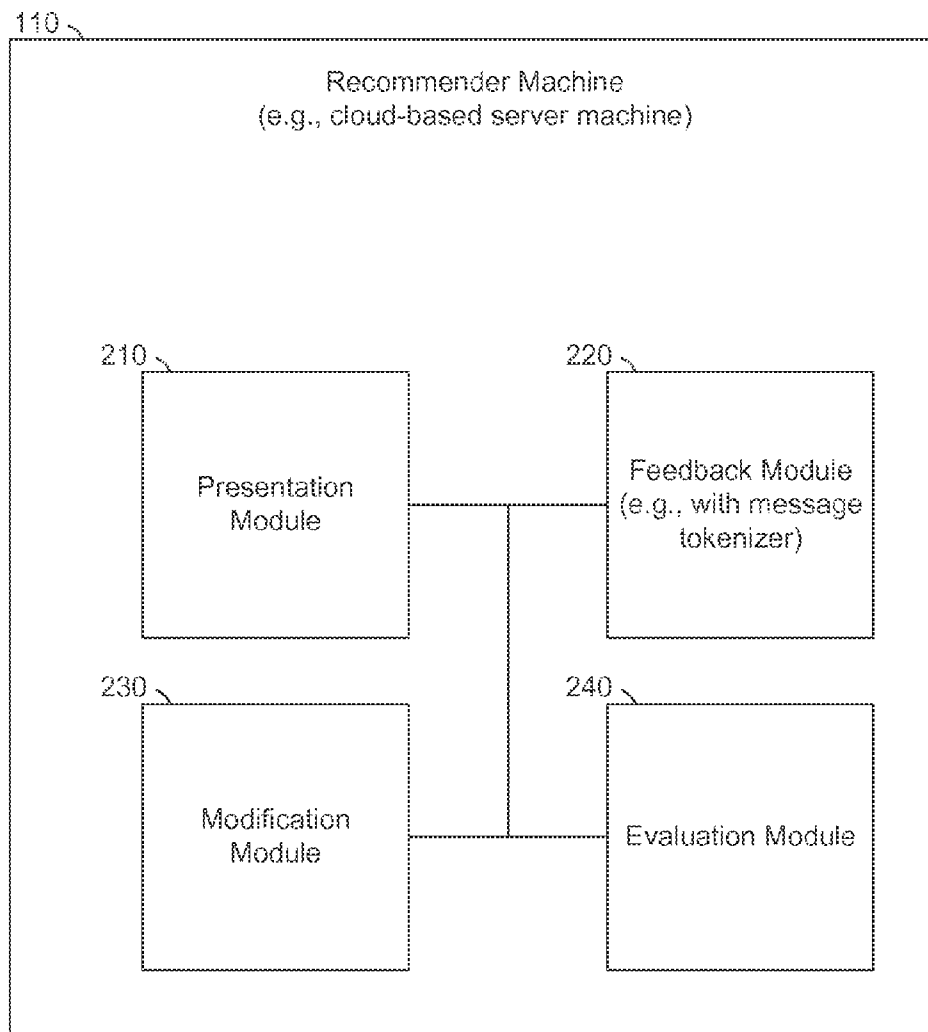 110
Recommender Machine
(e.g., cloud-based server machine)
210
Presentation
Module
220
Feedback Module
(e.g., with message
tokenizer)
230
Modification
Module
240
Evaluation Module